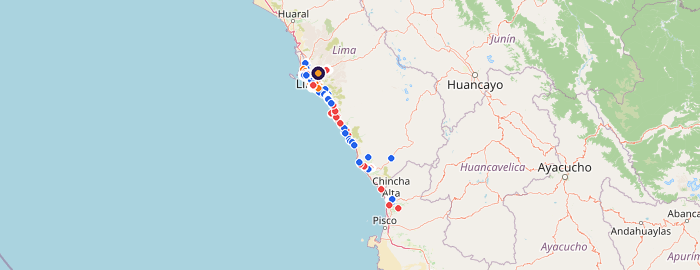 Huaral
Lima
Junín
Huancayo
Huancavelica
Ayacucho
Chincha
Alta
Pisco
Abanca
Andahuaylas
Ayacucho
Apurím